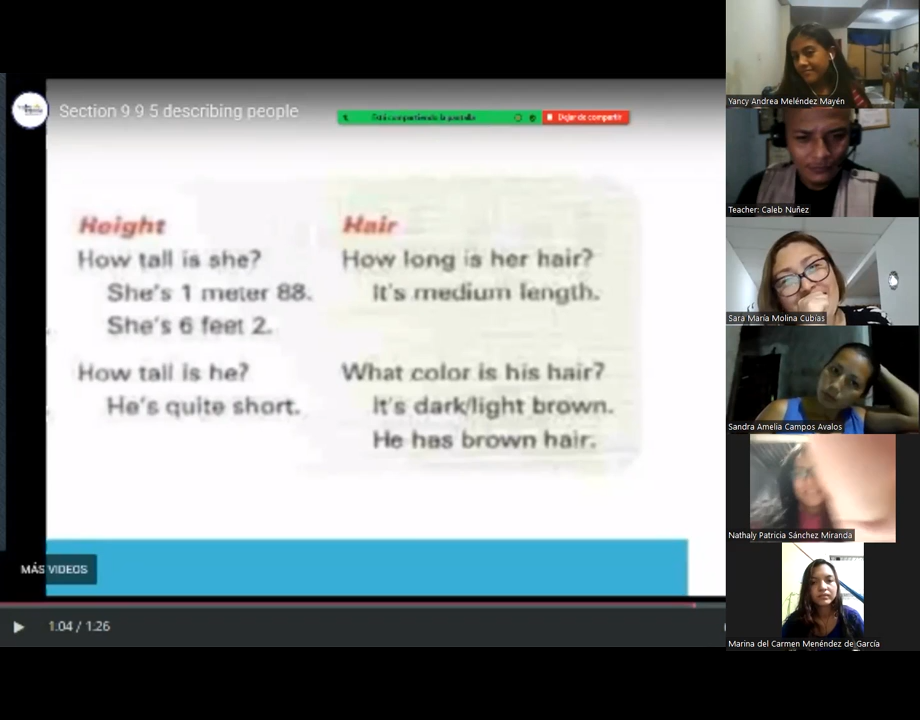 Section 9 9 5 describing people
Está compartiendo la pantalla
Dejar de compartir
Height
How tall is she?
She's 1 meter 88.
She's 6 feet 2.
How tall is he?
He's quite short.
Hair
How long is her hair?
It's medium length.
What color is his hair?
It's dark/light brown.
He has brown hair.
MÁS VIDEOS
1.04 / 1.26
Yancy Andrea Meléndez Mayén
Teacher: Caleb Nuñez
Sara María Molina Cubías
Sandra Amelia Campos Avalos
Nathaly Patricia Sánchez Miranda
Marina del Carmen Menéndez de García